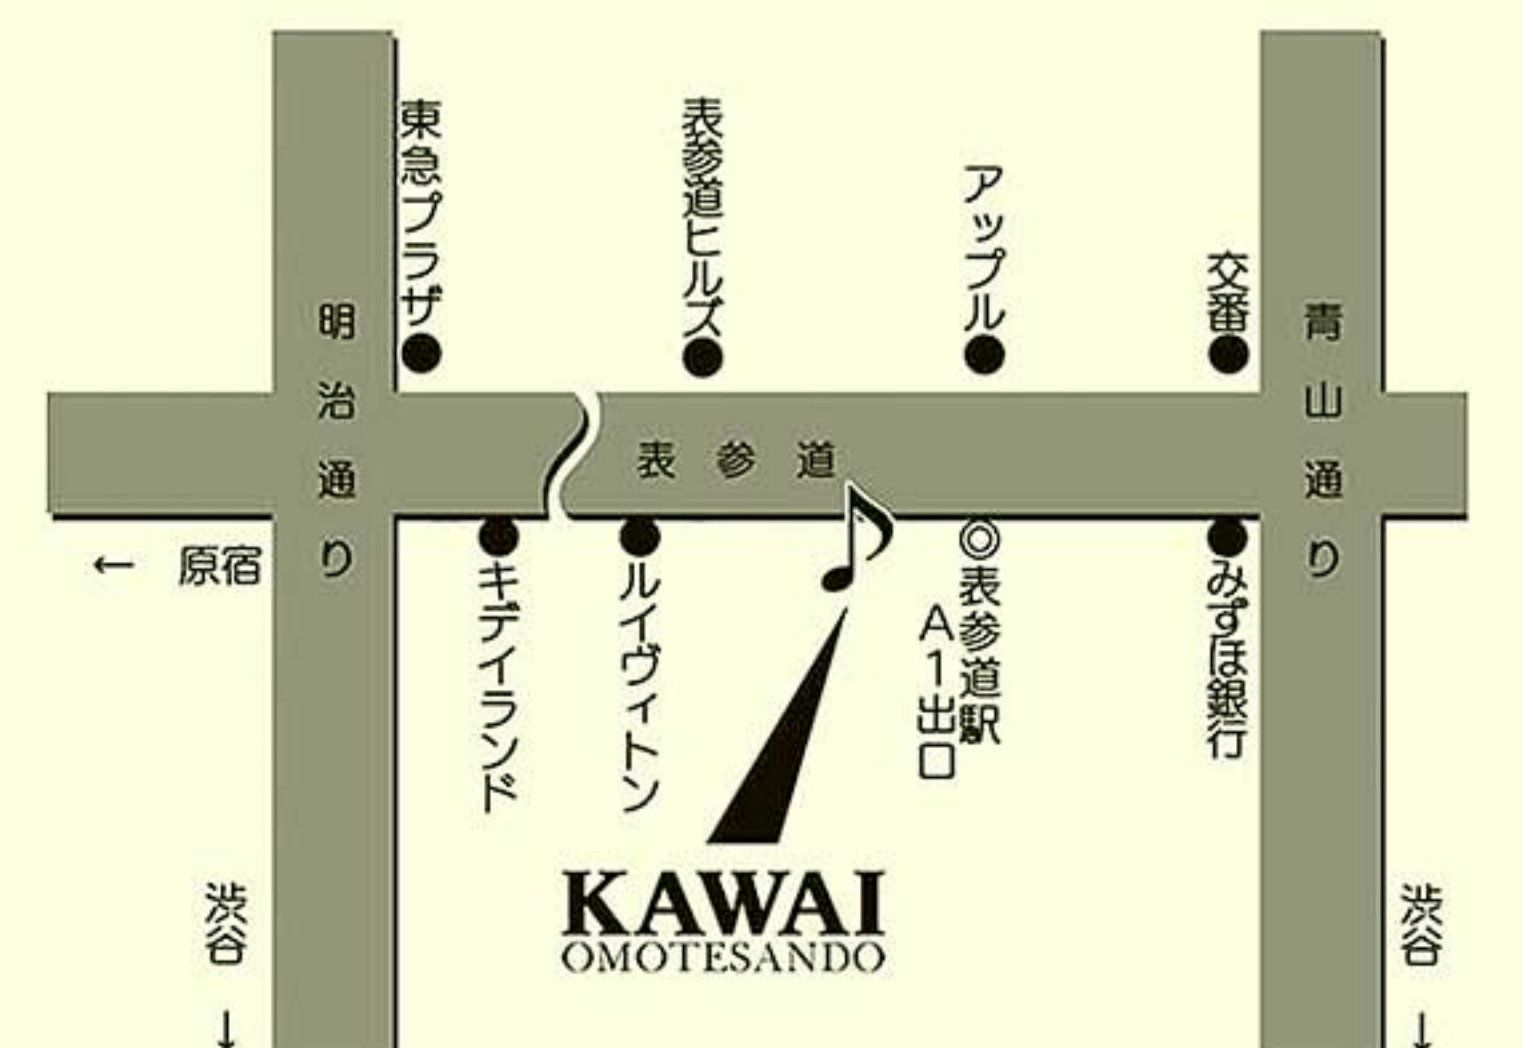 東急プラザ
表参道ヒルズ
アップル
交番
明治通り
青山通り
表参道
← 原宿
キデイランド
ルイヴィトン
表参道駅
A1出口
みずほ銀行
渋谷 ↓
KAWAI
OMOTESANDO
渋谷 ↓